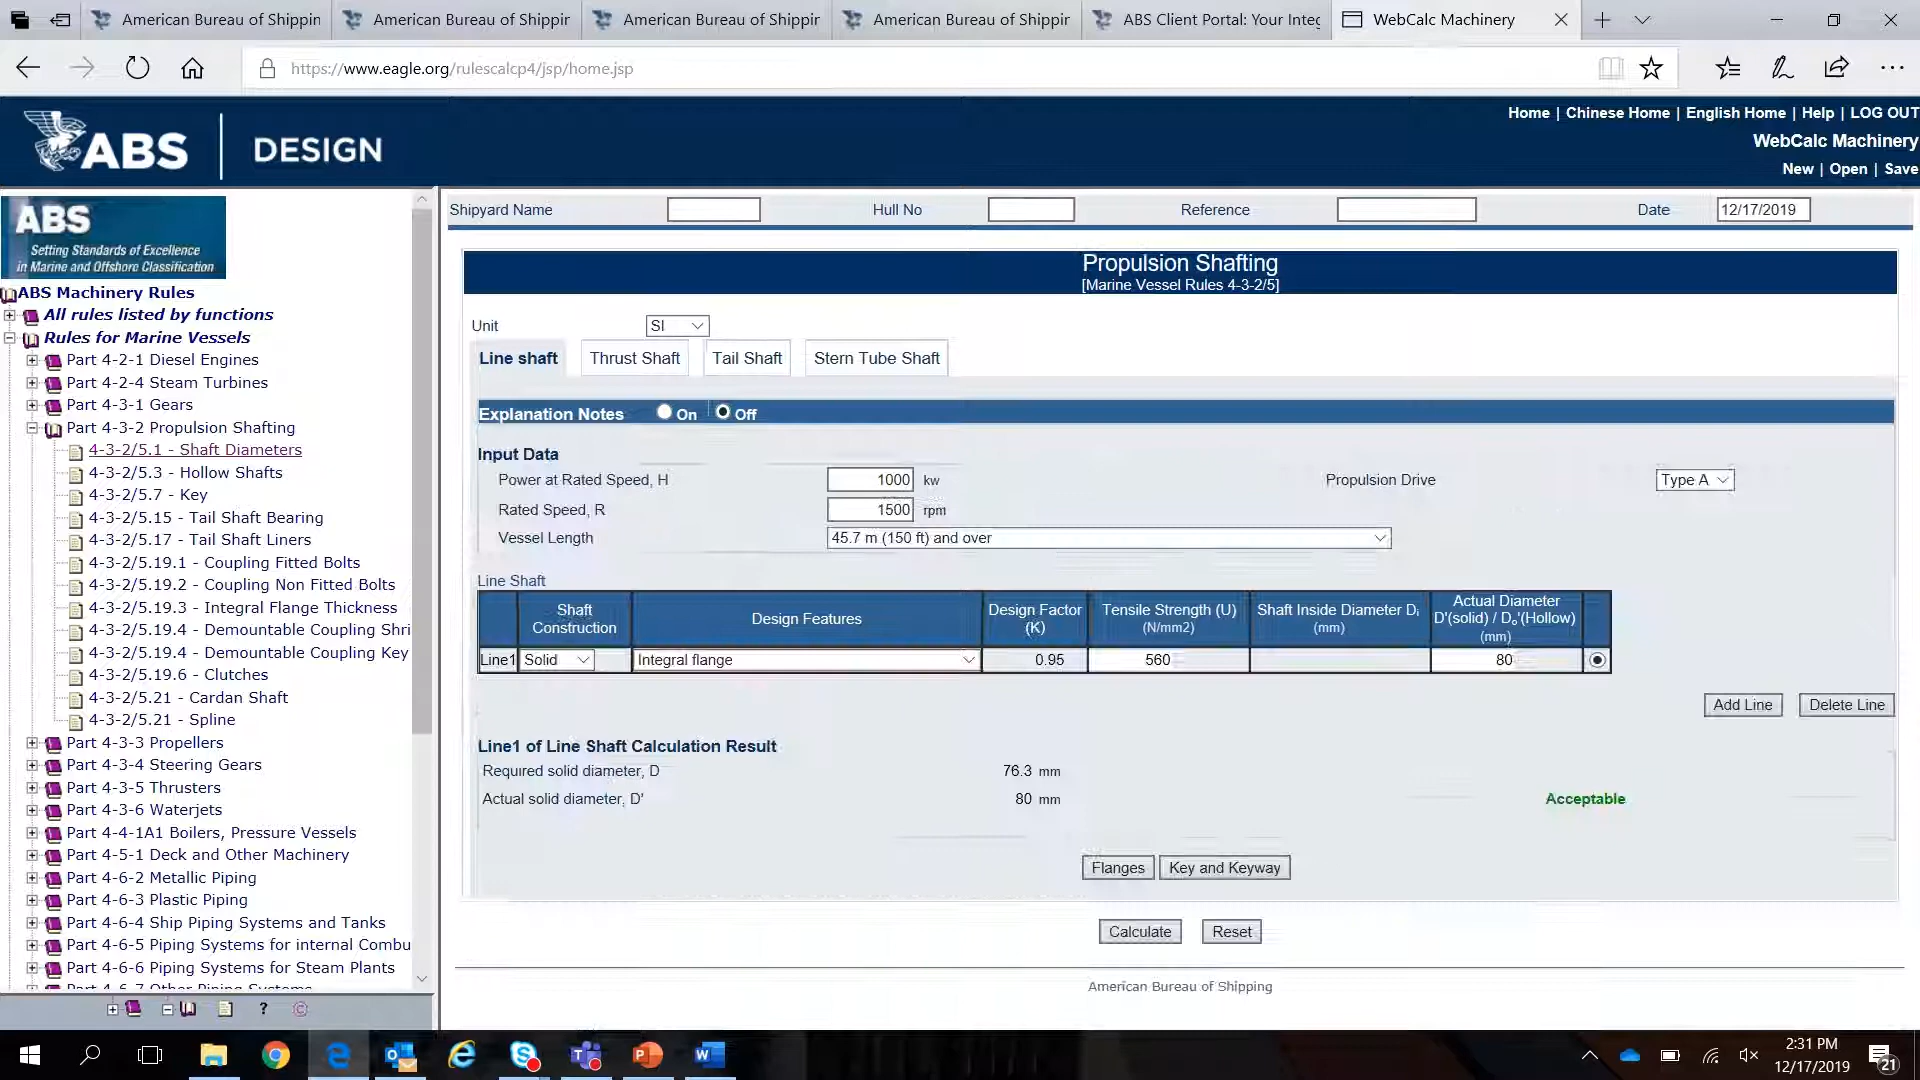 American Bureau of Shippin
American Bureau of Shippir
American Bureau of Shippir
American Bureau of Shippir
ABS Client Portal: Your Integ
WebCalc Machinery
https://www.eagle.org/rulescalcp4/jsp/home.jsp
ABS | DESIGN
Home | Chinese Home | English Home | Help | LOG OUT
WebCalc Machinery
New | Open | Save
ABS
Setting Standards of Excellence
in Marine and Offshore Classification
ABS Machinery Rules
All rules listed by functions
Rules for Marine Vessels
Part 4-2-1 Diesel Engines
Part 4-2-4 Steam Turbines
Part 4-3-1 Gears
Part 4-3-2 Propulsion Shafting
4-3-2/5.1 - Shaft Diameters
4-3-2/5.3 - Hollow Shafts
4-3-2/5.7 - Key
4-3-2/5.15 - Tail Shaft Bearing
4-3-2/5.17 - Tail Shaft Liners
4-3-2/5.19.1 - Coupling Fitted Bolts
4-3-2/5.19.2 - Coupling Non Fitted Bolts
4-3-2/5.19.3 - Integral Flange Thickness
4-3-2/5.19.4 - Demountable Coupling Shri
4-3-2/5.19.4 - Demountable Coupling Key
4-3-2/5.19.6 - Clutches
4-3-2/5.21 - Cardan Shaft
4-3-2/5.21 - Spline
Part 4-3-3 Propellers
Part 4-3-4 Steering Gears
Part 4-3-5 Thrusters
Part 4-3-6 Waterjets
Part 4-4-1A1 Boilers, Pressure Vessels
Part 4-5-1 Deck and Other Machinery
Part 4-6-2 Metallic Piping
Part 4-6-3 Plastic Piping
Part 4-6-4 Ship Piping Systems and Tanks
Part 4-6-5 Piping Systems for internal Combu
Part 4-6-6 Piping Systems for Steam Plants
Part 4-6-7 Other Piping Systems
Shipyard Name
Hull No
Reference
Date 12/17/2019
Propulsion Shafting
[Marine Vessel Rules 4-3-2/5]
Unit SI
Line shaft
Thrust Shaft
Tail Shaft
Stern Tube Shaft
Explanation Notes On Off
Input Data
Power at Rated Speed, H 1000 kw
Propulsion Drive Type A
Rated Speed, R 1500 rpm
Vessel Length 45.7 m (150 ft) and over
Line Shaft
Shaft Construction
Design Features
Design Factor (K)
Tensile Strength (U) (N/mm2)
Shaft Inside Diameter Di (mm)
Actual Diameter D'(solid) / Do'(Hollow) (mm)
Line1 Solid Integral flange 0.95 560 80
Add Line
Delete Line
Line1 of Line Shaft Calculation Result
Required solid diameter, D 76.3 mm
Actual solid diameter, D' 80 mm Acceptable
Flanges
Key and Keyway
Calculate
Reset
American Bureau of Shipping
?
©
2:31 PM
12/17/2019
21